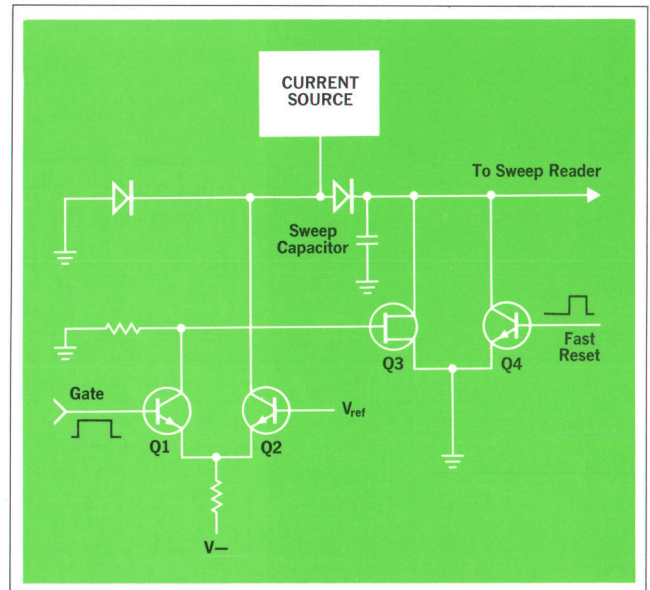 CURRENT
SOURCE
To Sweep Reader
Sweep
Capacitor
Fast
Reset
Q3
Q4
Gate
Q1
Q2
Vref
V–